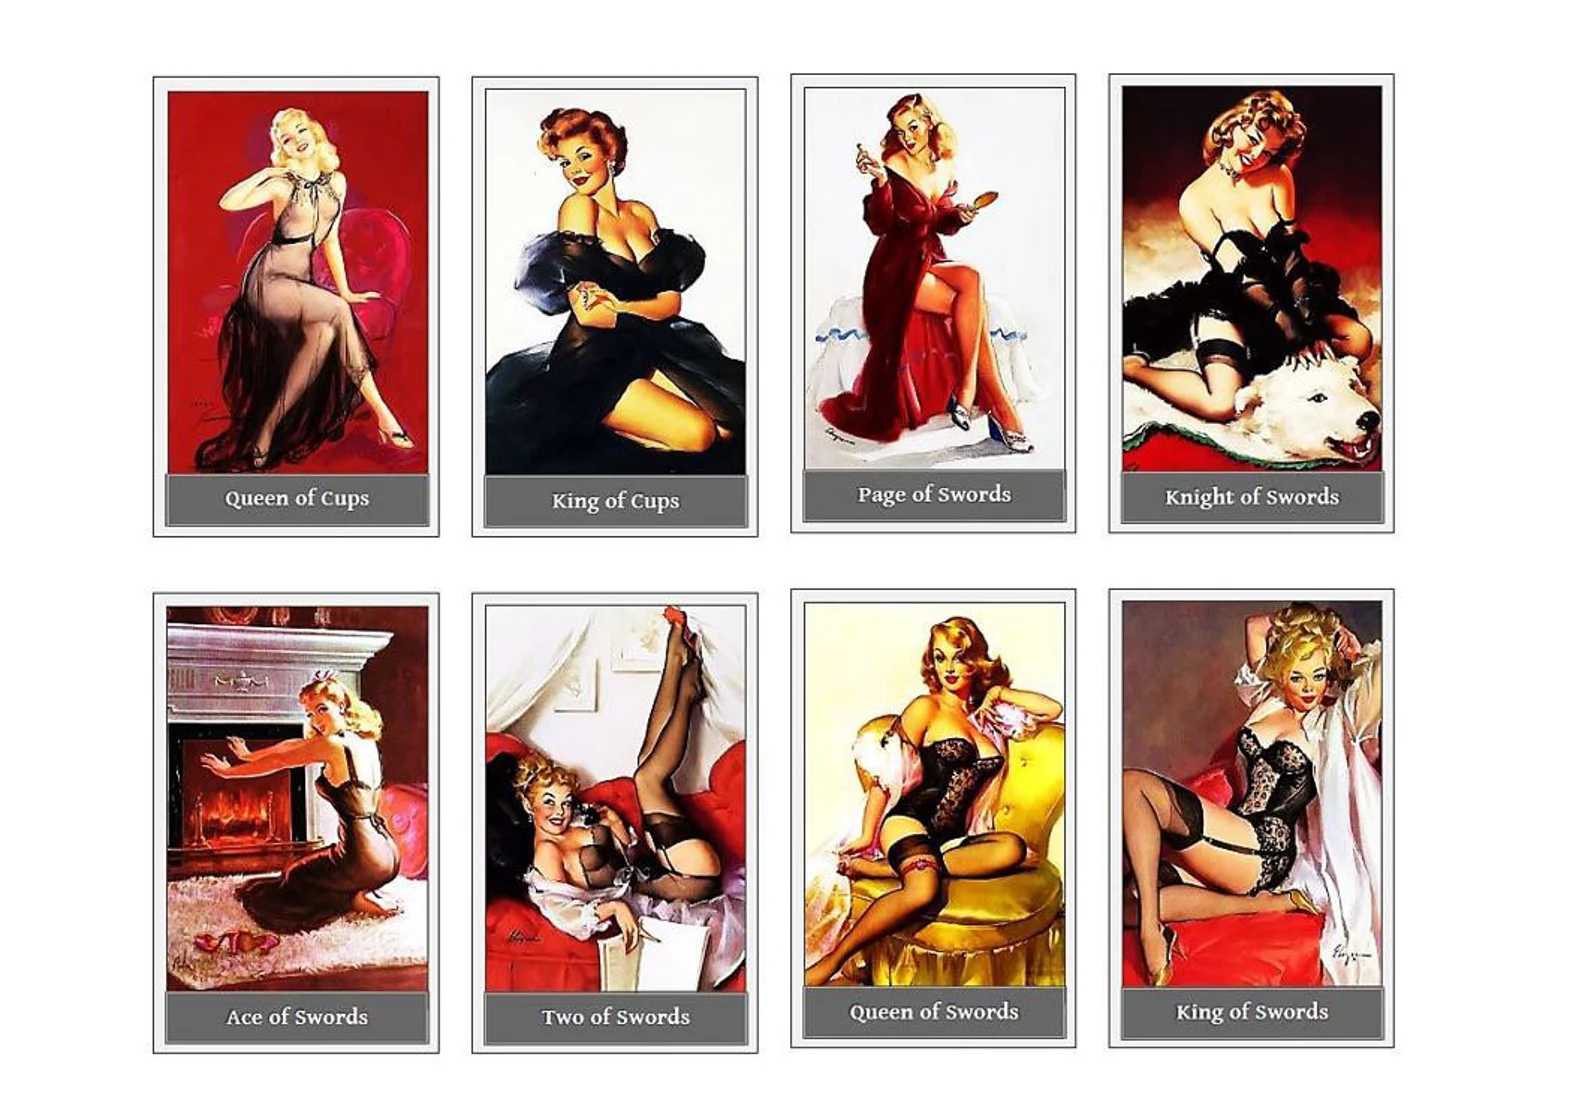 Queen of Cups
King of Cups
Page of Swords
Knight of Swords
Ace of Swords
Two of Swords
Queen of Swords
King of Swords